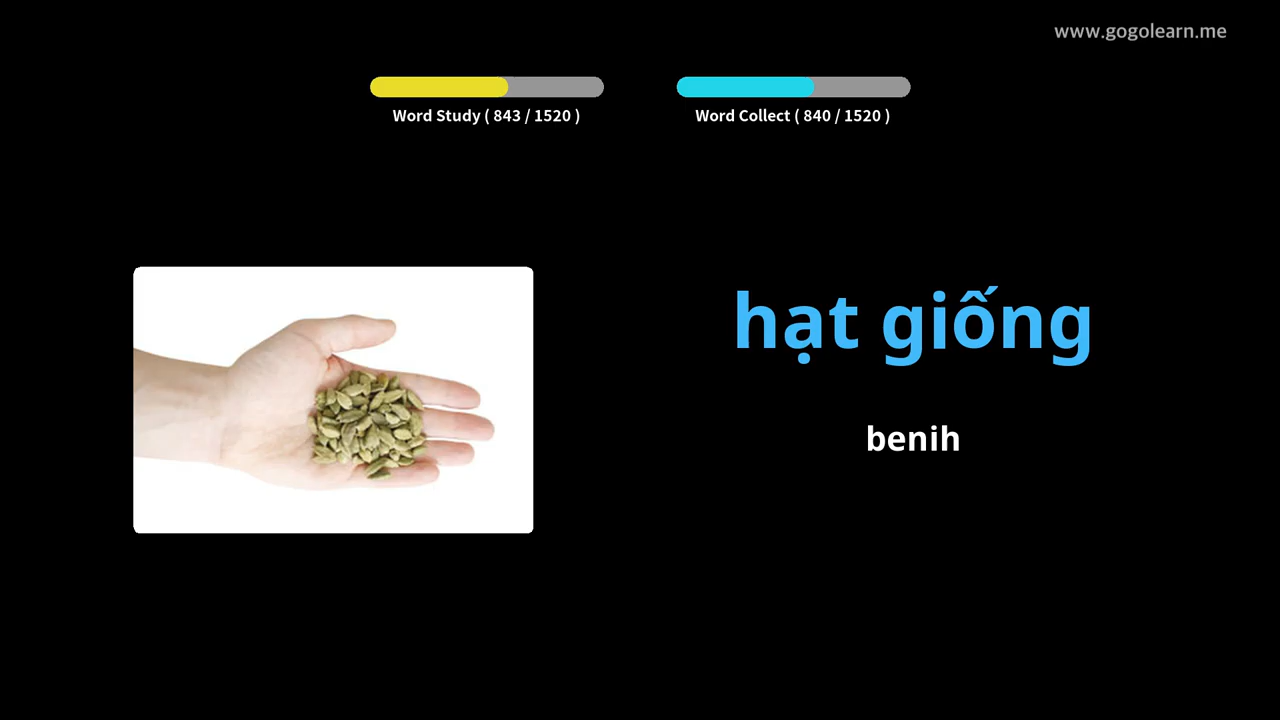 www.gogolearn.me
Word Study ( 843 / 1520 )
Word Collect ( 840 / 1520 )
hạt giống
benih